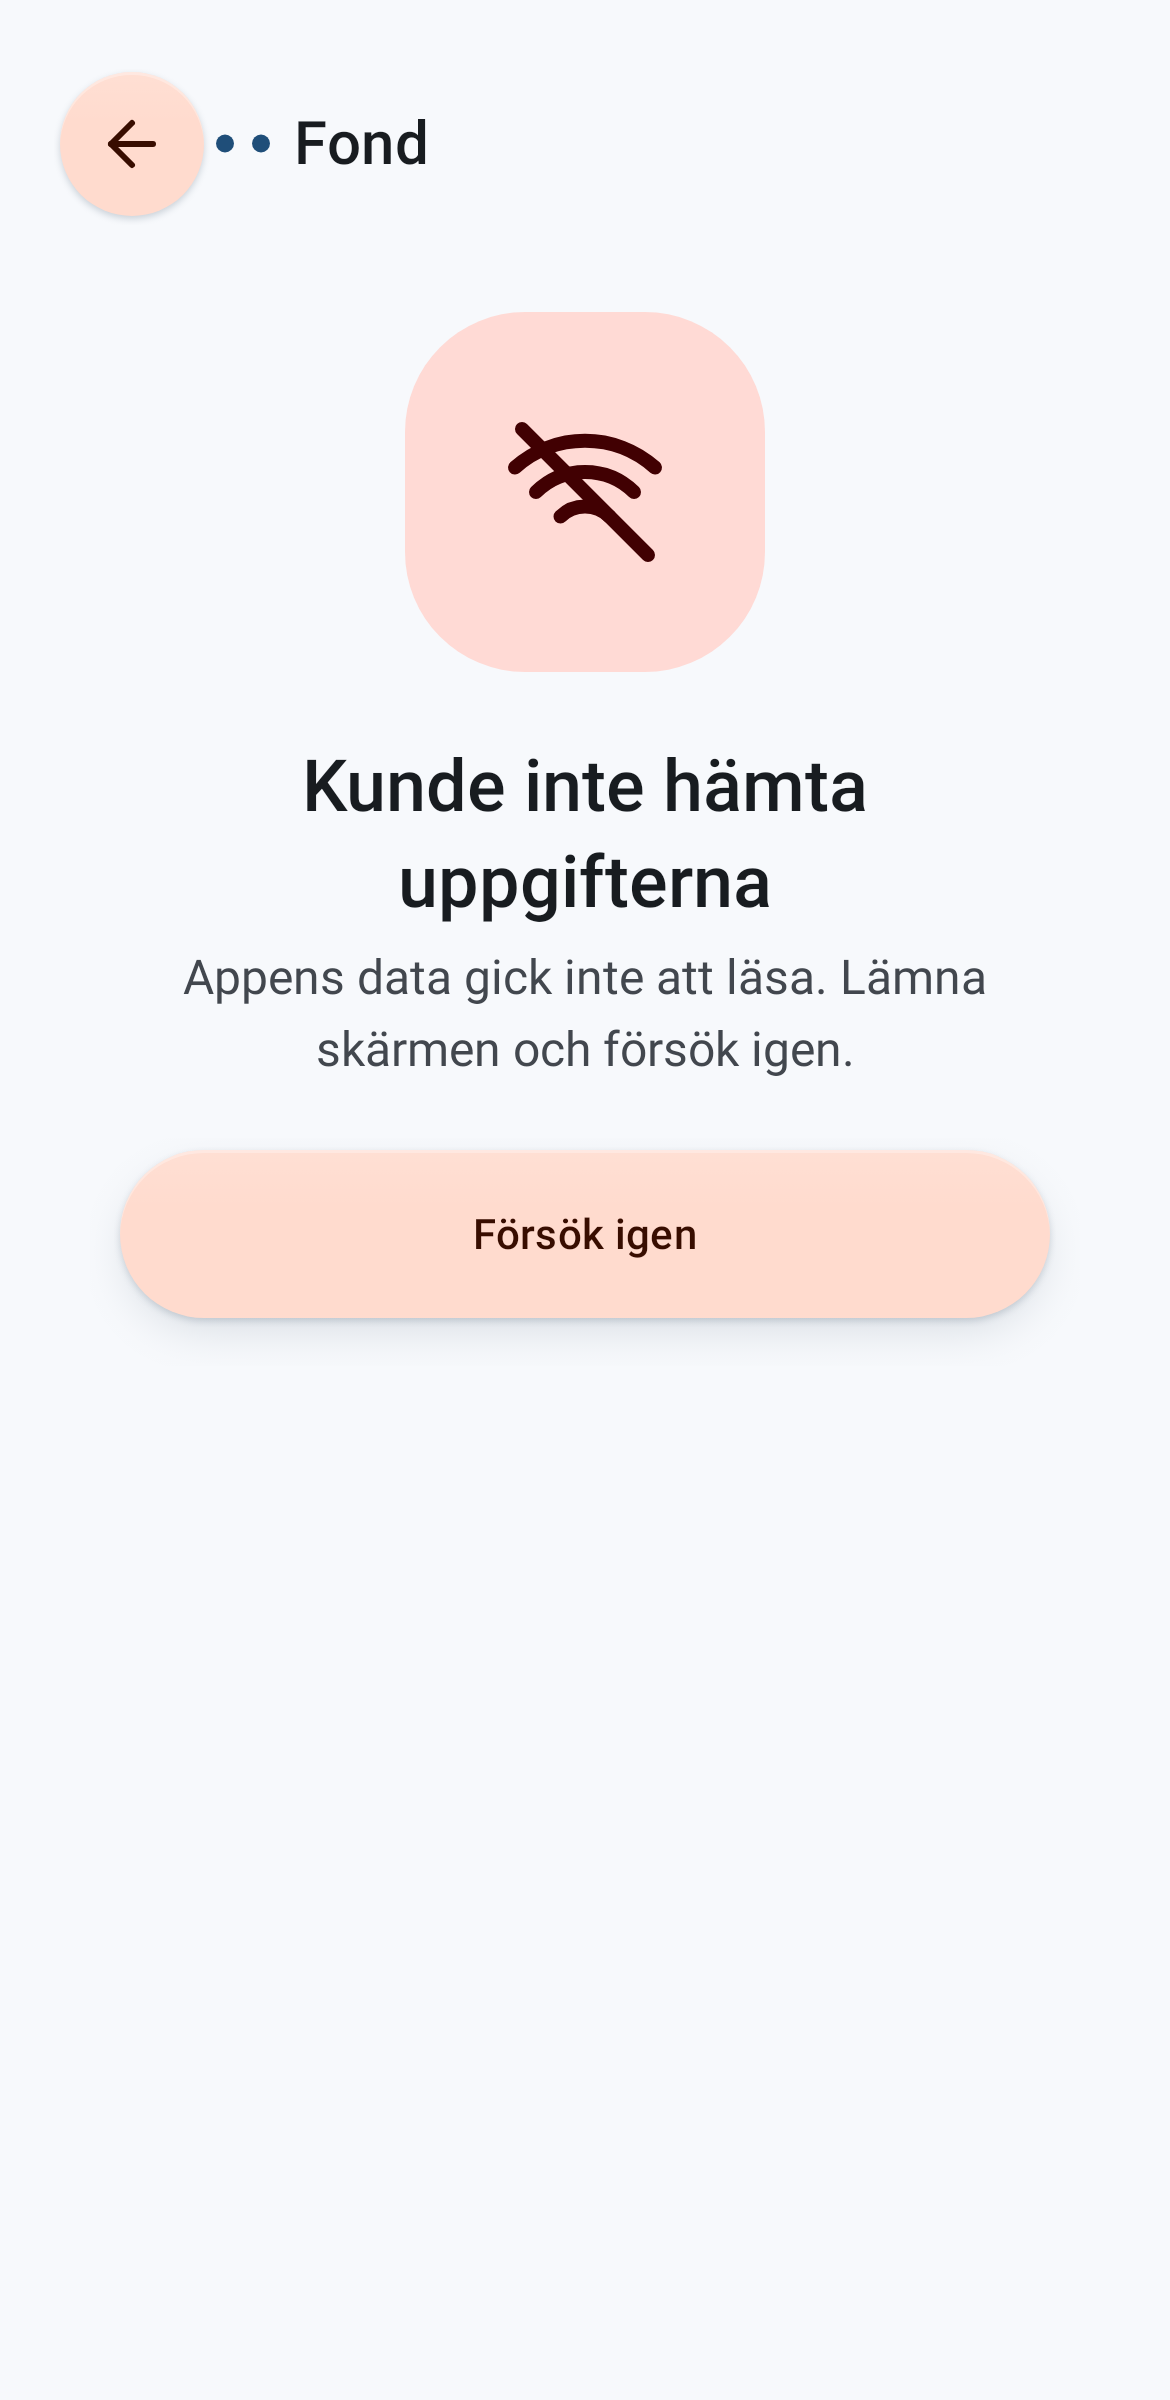 Fond
Kunde inte hämta
uppgifterna
Appens data gick inte att läsa. Lämna
skärmen och försök igen.
Försök igen